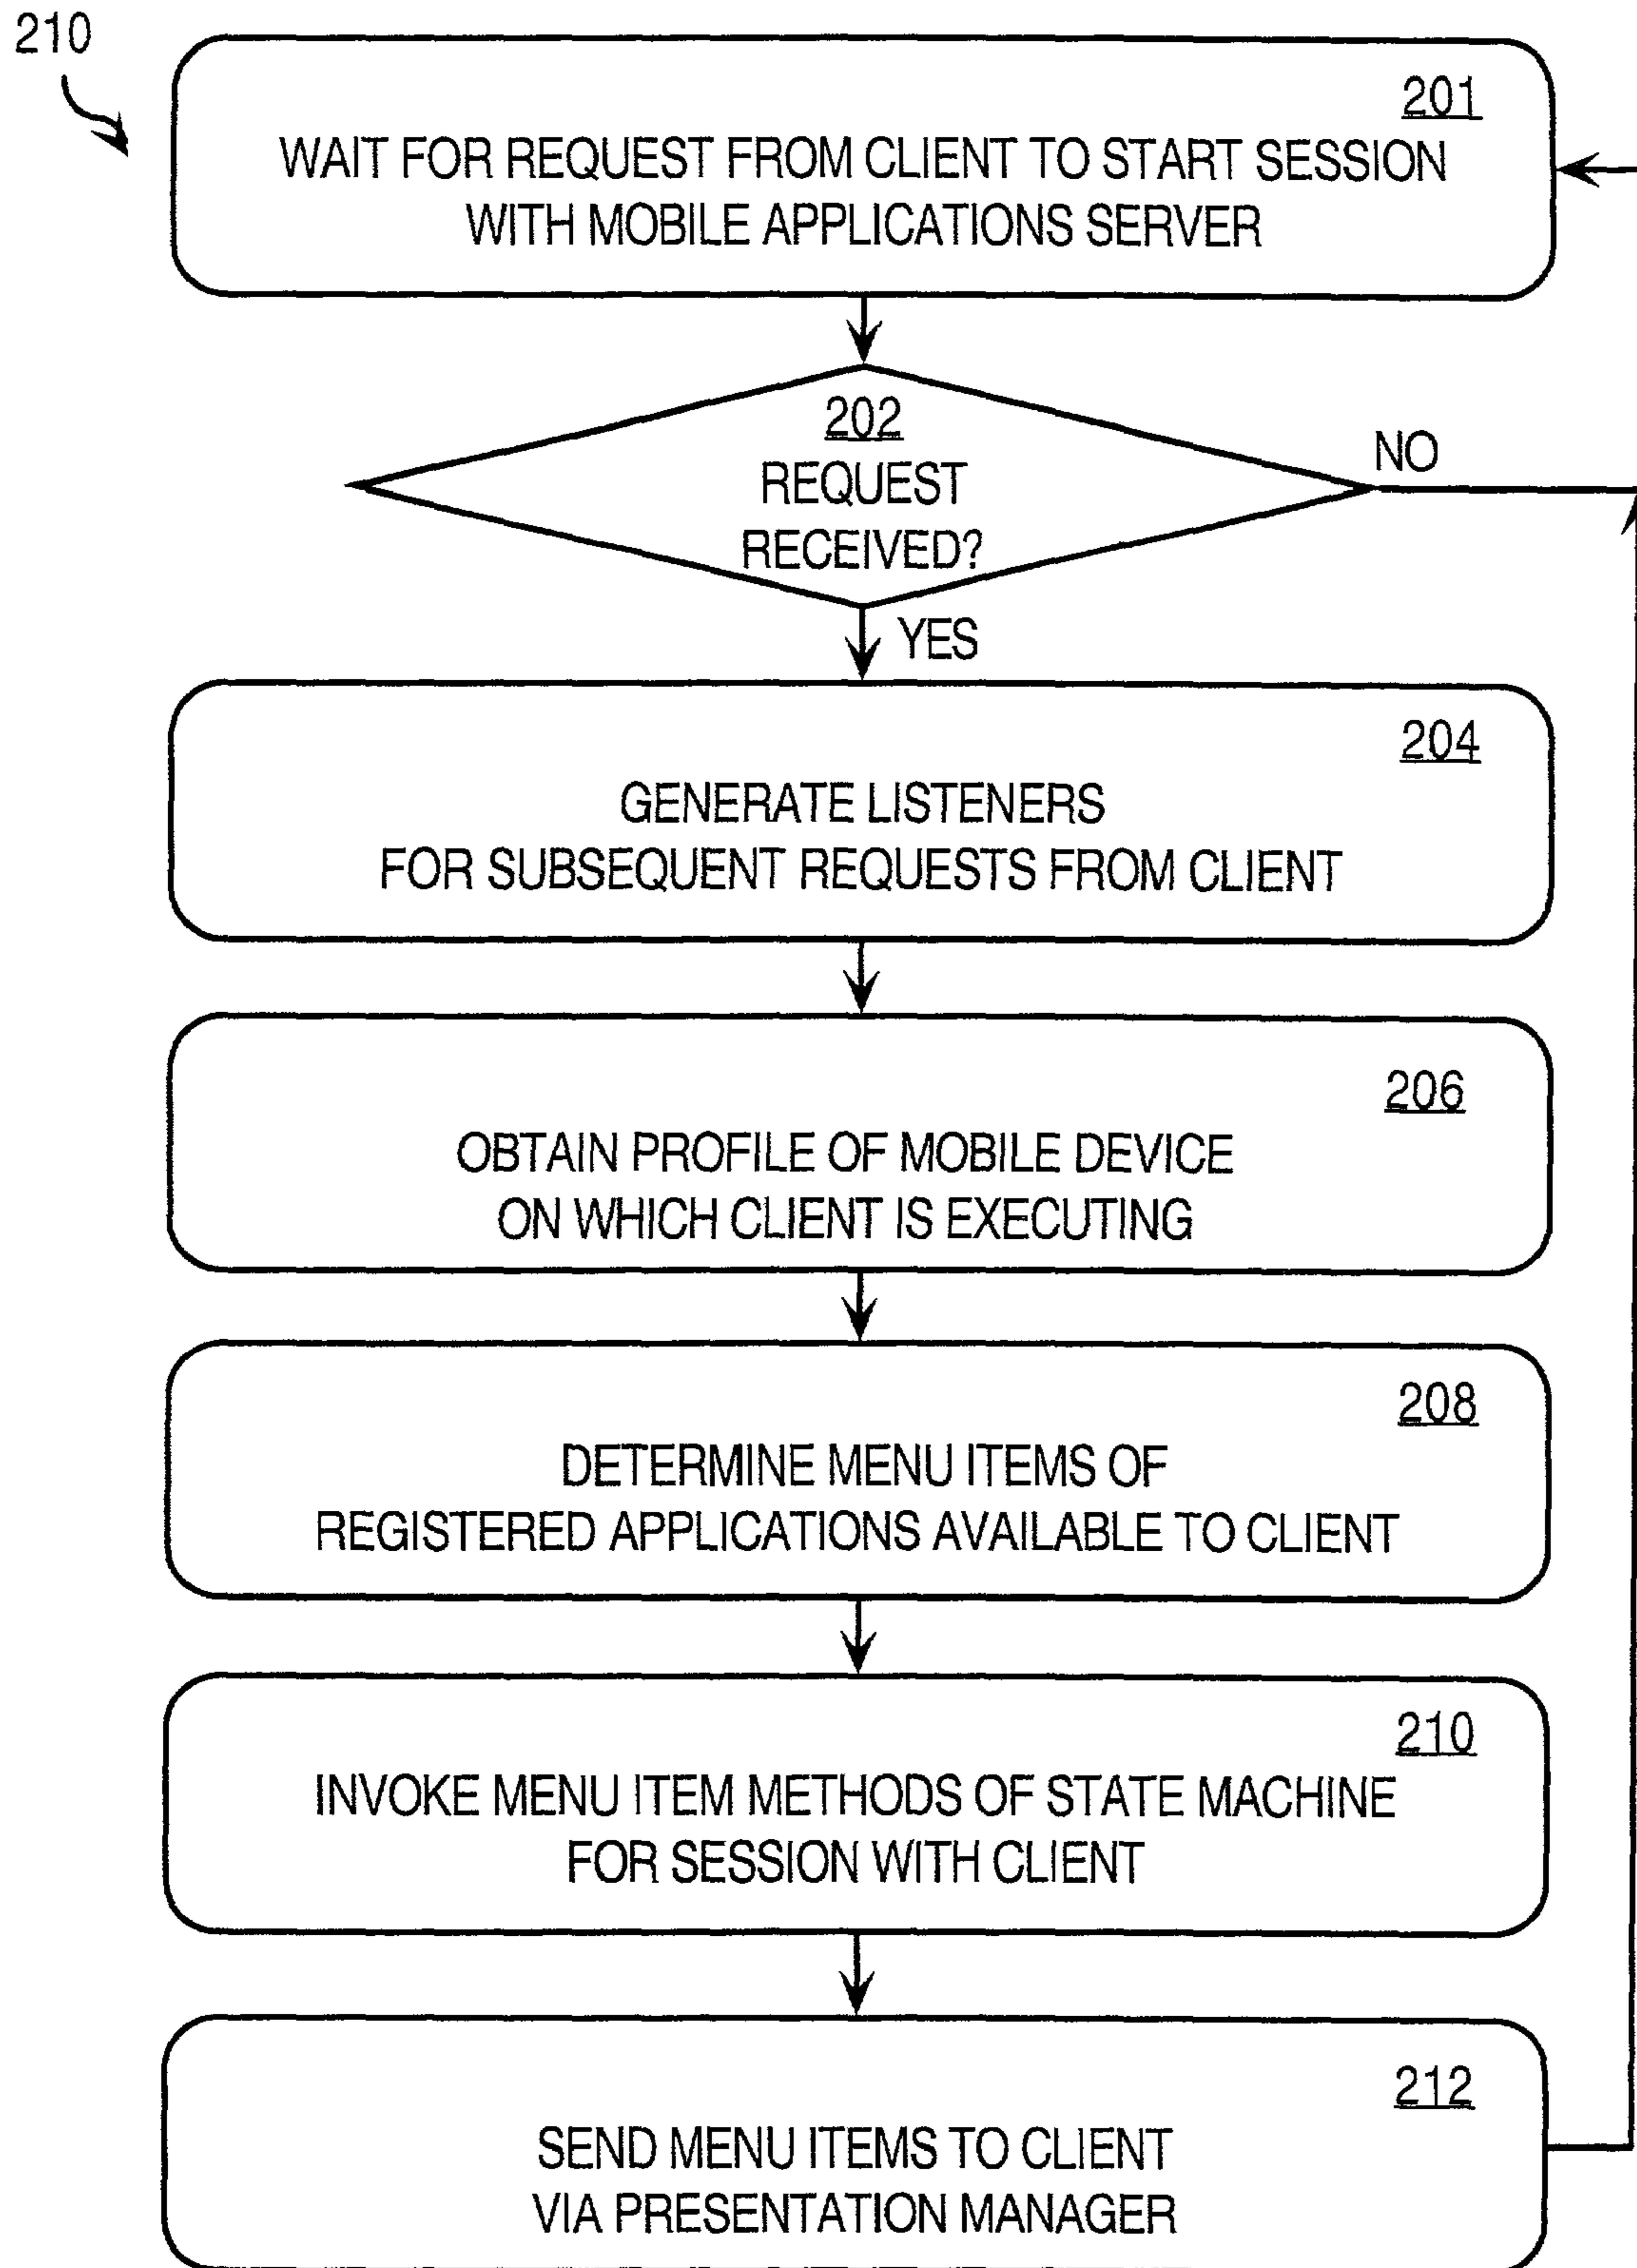 210
201
WAIT FOR REQUEST FROM CLIENT TO START SESSION
WITH MOBILE APPLICATIONS SERVER
202
REQUEST
RECEIVED?
NO
YES
204
GENERATE LISTENERS
FOR SUBSEQUENT REQUESTS FROM CLIENT
206
OBTAIN PROFILE OF MOBILE DEVICE
ON WHICH CLIENT IS EXECUTING
208
DETERMINE MENU ITEMS OF
REGISTERED APPLICATIONS AVAILABLE TO CLIENT
210
INVOKE MENU ITEM METHODS OF STATE MACHINE
FOR SESSION WITH CLIENT
212
SEND MENU ITEMS TO CLIENT
VIA PRESENTATION MANAGER